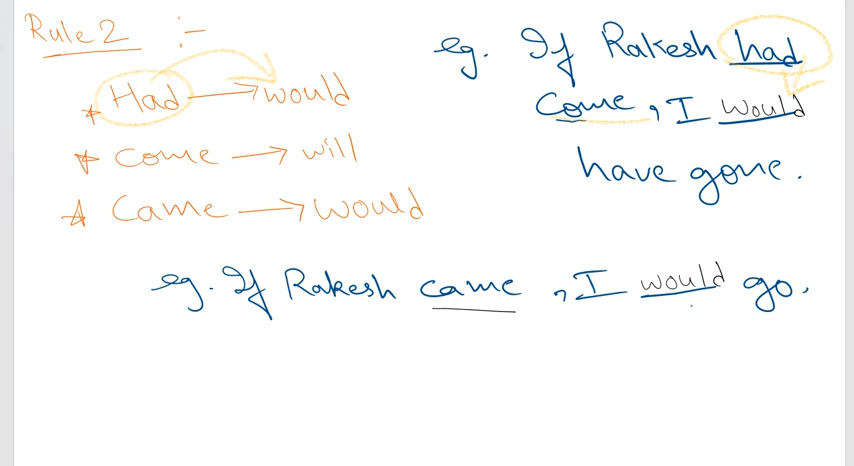 Rule 2 :-
* Had → would
* Come → will
* Came → would
eg. If Rakesh had
Come, I would
have gone.
eg. If Rakesh came, I would go.